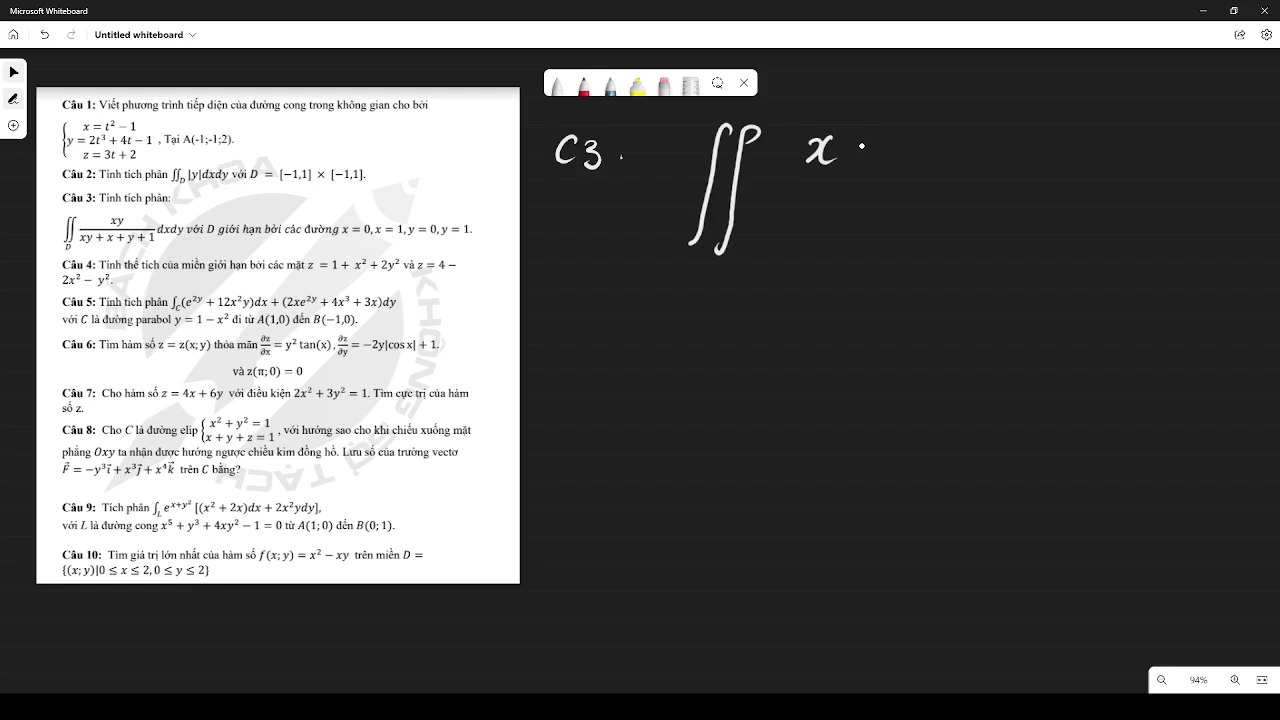 Microsoft Whiteboard
Untitled whiteboard
Câu 1: Viết phương trình tiếp diện của đường cong trong không gian cho bởi
{x = t² − 1
y = 2t³ + 4t − 1 , Tại A(-1;-1;2).
z = 3t + 2
Câu 2: Tính tích phân ∬_D |y|dxdy với D = [−1,1] × [−1,1].
Câu 3: Tính tích phân:
∬_D xy/(xy + x + y + 1) dxdy với D giới hạn bởi các đường x = 0, x = 1, y = 0, y = 1.
Câu 4: Tính thể tích của miền giới hạn bởi các mặt z = 1 + x² + 2y² và z = 4 −
2x² − y².
Câu 5: Tính tích phân ∫_C (e^{2y} + 12x²y)dx + (2xe^{2y} + 4x³ + 3x)dy
với C là đường parabol y = 1 − x² đi từ A(1,0) đến B(−1,0).
Câu 6: Tìm hàm số z = z(x; y) thỏa mãn ∂z/∂x = y² tan(x), ∂z/∂y = −2y|cos x| + 1.
và z(π; 0) = 0
Câu 7: Cho hàm số z = 4x + 6y với điều kiện 2x² + 3y² = 1. Tìm cực trị của hàm
số z.
Câu 8: Cho C là đường elip {x² + y² = 1
x + y + z = 1 , với hướng sao cho khi chiếu xuống mặt
phẳng Oxy ta nhận được hướng ngược chiều kim đồng hồ. Lưu số của trường vectơ
F⃗ = −y³i⃗ + x³j⃗ + x⁴k⃗ trên C bằng?
Câu 9: Tích phân ∫_L e^{x+y²} [(x² + 2x)dx + 2x²ydy],
với L là đường cong x⁵ + y³ + 4xy² − 1 = 0 từ A(1; 0) đến B(0; 1).
Câu 10: Tìm giá trị lớn nhất của hàm số f(x; y) = x² − xy trên miền D =
{(x; y)|0 ≤ x ≤ 2, 0 ≤ y ≤ 2}
BÁCH KHOA
KHÔNG
C3. ∬ x
94%